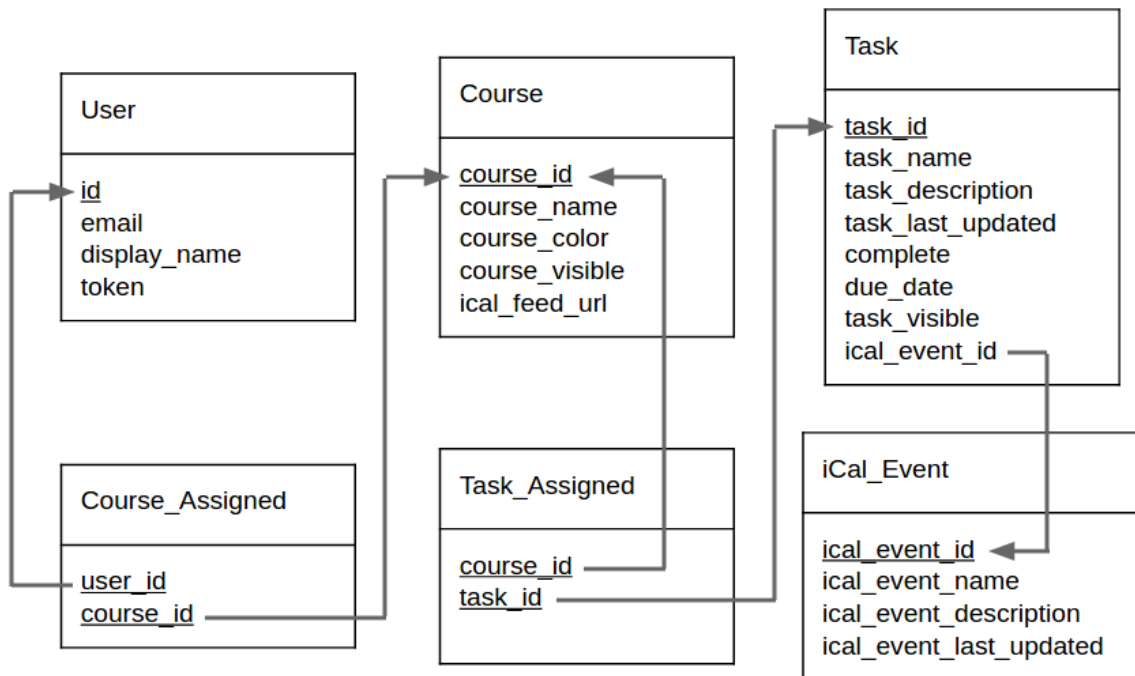 User
id
email
display_name
token
Course
course_id
course_name
course_color
course_visible
ical_feed_url
Task
task_id
task_name
task_description
task_last_updated
complete
due_date
task_visible
ical_event_id
Course_Assigned
user_id
course_id
Task_Assigned
course_id
task_id
iCal_Event
ical_event_id
ical_event_name
ical_event_description
ical_event_last_updated